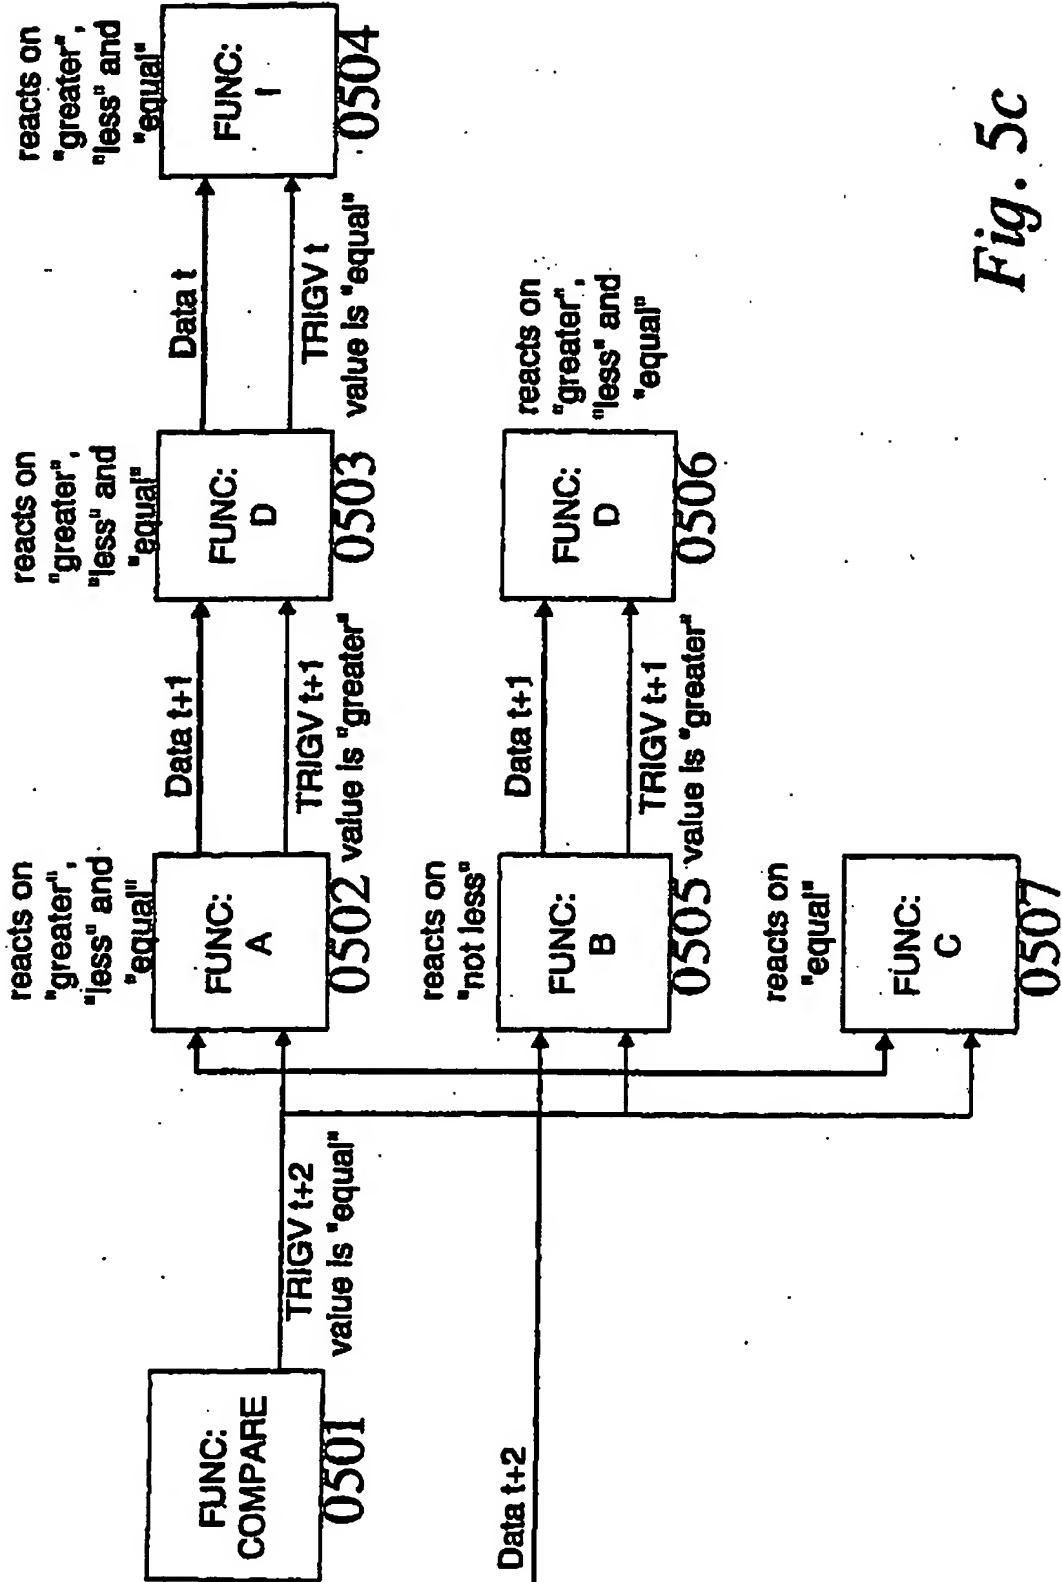 FUNC:
COMPARE
0501
TRIGV t+2
value is "equal"
Data t+2
reacts on
"greater",
"less" and
"equal"
FUNC:
A
0502
Data t+1
TRIGV t+1
value is "greater"
reacts on
"greater",
"less" and
"equal"
FUNC:
D
0503
Data t
TRIGV t
value is "equal"
reacts on
"greater",
"less" and
"equal"
FUNC:
I
0504
reacts on
"not less"
FUNC:
B
0505
Data t+1
TRIGV t+1
value is "greater"
reacts on
"greater",
"less" and
"equal"
FUNC:
D
0506
reacts on
"equal"
FUNC:
C
0507
Fig. 5c